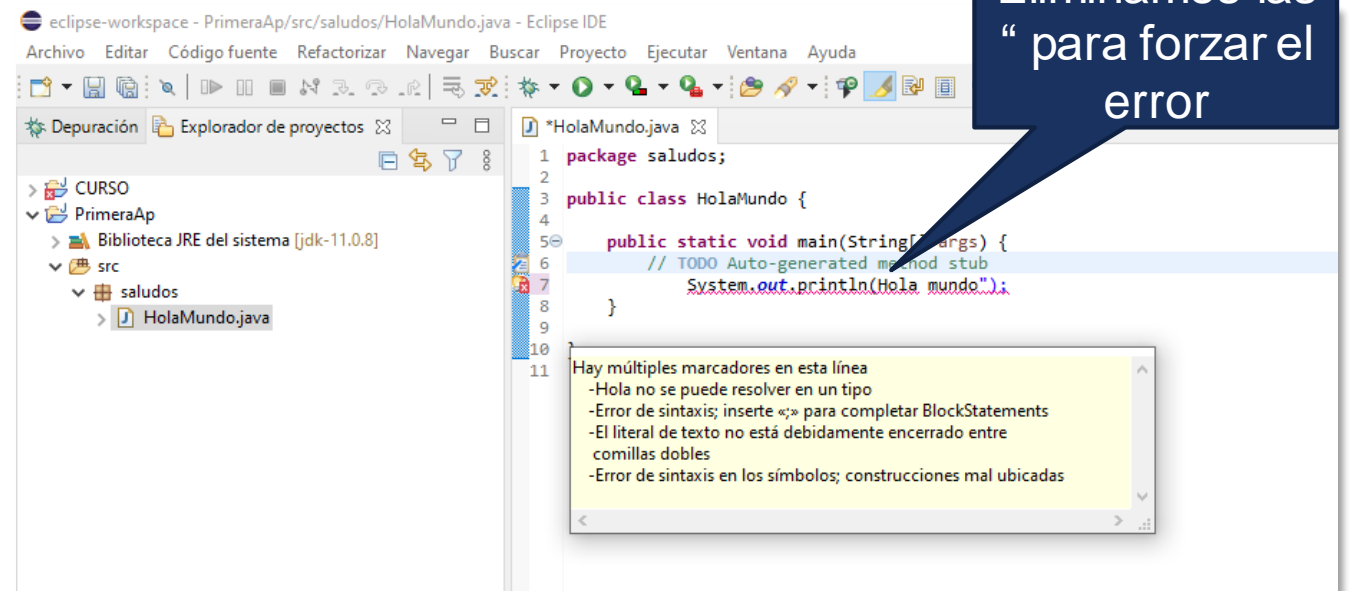 eclipse-workspace - PrimeraAp/src/saludos/HolaMundo.java - Eclipse IDE
Archivo Editar Código fuente Refactorizar Navegar Buscar Proyecto Ejecutar Ventana Ayuda
Eliminamos las
“ para forzar el
error
Depuración Explorador de proyectos
CURSO
PrimeraAp
Biblioteca JRE del sistema [jdk-11.0.8]
src
saludos
HolaMundo.java
*HolaMundo.java
1 package saludos;
2
3 public class HolaMundo {
4
5 public static void main(String[] args) {
6 // TODO Auto-generated method stub
7 System.out.println(Hola mundo");
8 }
9
10 }
11
Hay múltiples marcadores en esta línea
-Hola no se puede resolver en un tipo
-Error de sintaxis; inserte «;» para completar BlockStatements
-El literal de texto no está debidamente encerrado entre
comillas dobles
-Error de sintaxis en los símbolos; construcciones mal ubicadas